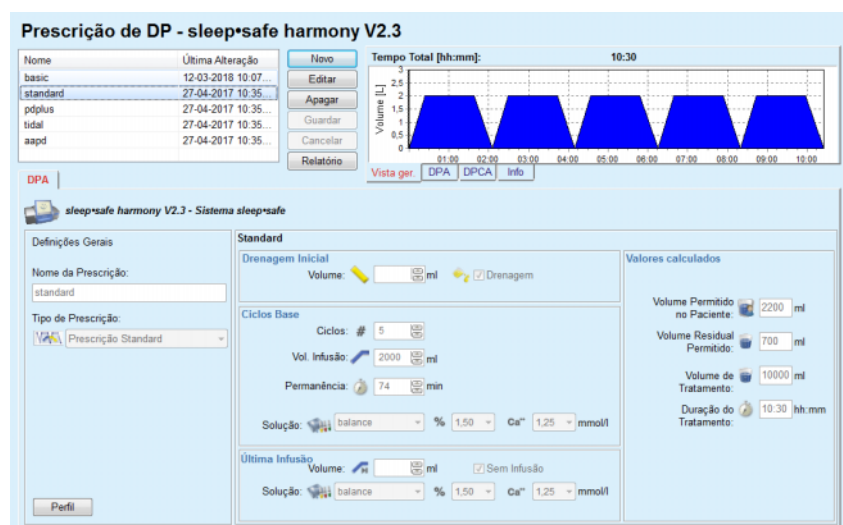 Prescrição de DP - sleep•safe harmony V2.3
Nome Última Alteração
basic 12-03-2018 10:07...
standard 27-04-2017 10:35...
pdplus 27-04-2017 10:35...
tidal 27-04-2017 10:35...
aapd 27-04-2017 10:35...
Novo
Editar
Apagar
Guardar
Cancelar
Relatório
Tempo Total [hh:mm]: 10:30
Volume [L]
3
2,5
2
1,5
1
0,5
0
01:00 02:00 03:00 04:00 05:00 06:00 07:00 08:00 09:00 10:00
Vista ger. DPA DPCA Info
DPA
sleep•safe harmony V2.3 - Sistema sleep•safe
Definições Gerais
Nome da Prescrição:
standard
Tipo de Prescrição:
Prescrição Standard
Perfil
Standard
Drenagem Inicial
Volume: ml Drenagem
Ciclos Base
Ciclos: # 5
Vol. Infusão: 2000 ml
Permanência: 74 min
Solução: balance % 1,50 Ca⁺⁺ 1,25 mmol/l
Última Infusão
Volume: ml Sem Infusão
Solução: balance % 1,50 Ca⁺⁺ 1,25 mmol/l
Valores calculados
Volume Permitido
no Paciente: 2200 ml
Volume Residual
Permitido: 700 ml
Volume de
Tratamento: 10000 ml
Duração do
Tratamento: 10:30 hh:mm